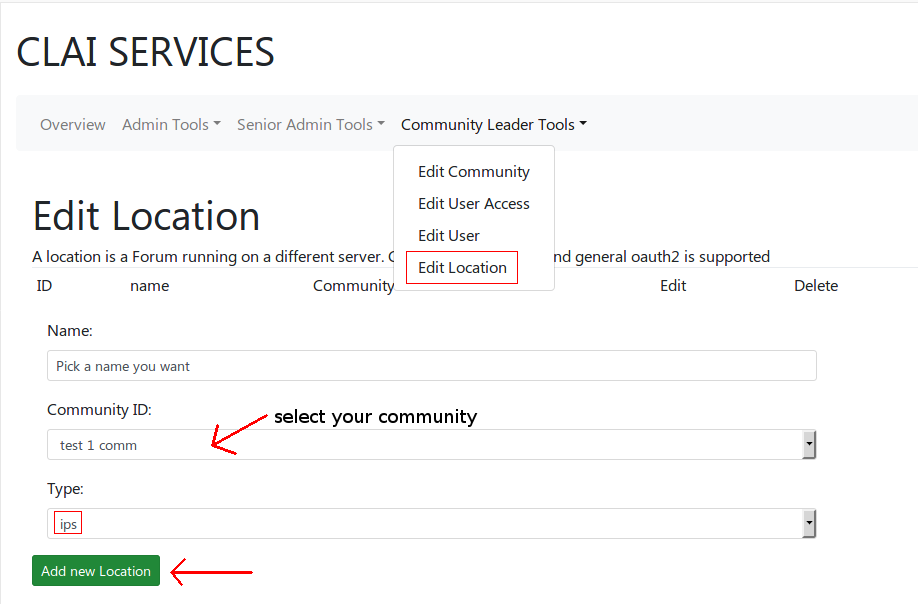 CLAI SERVICES
Overview Admin Tools Senior Admin Tools Community Leader Tools
Edit Community
Edit User Access
Edit User
Edit Location
Edit Location
A location is a Forum running on a different server. nd general oauth2 is supported
ID name Community Edit Delete
Name:
Pick a name you want
Community ID:
select your community
test 1 comm
Type:
ips
Add new Location